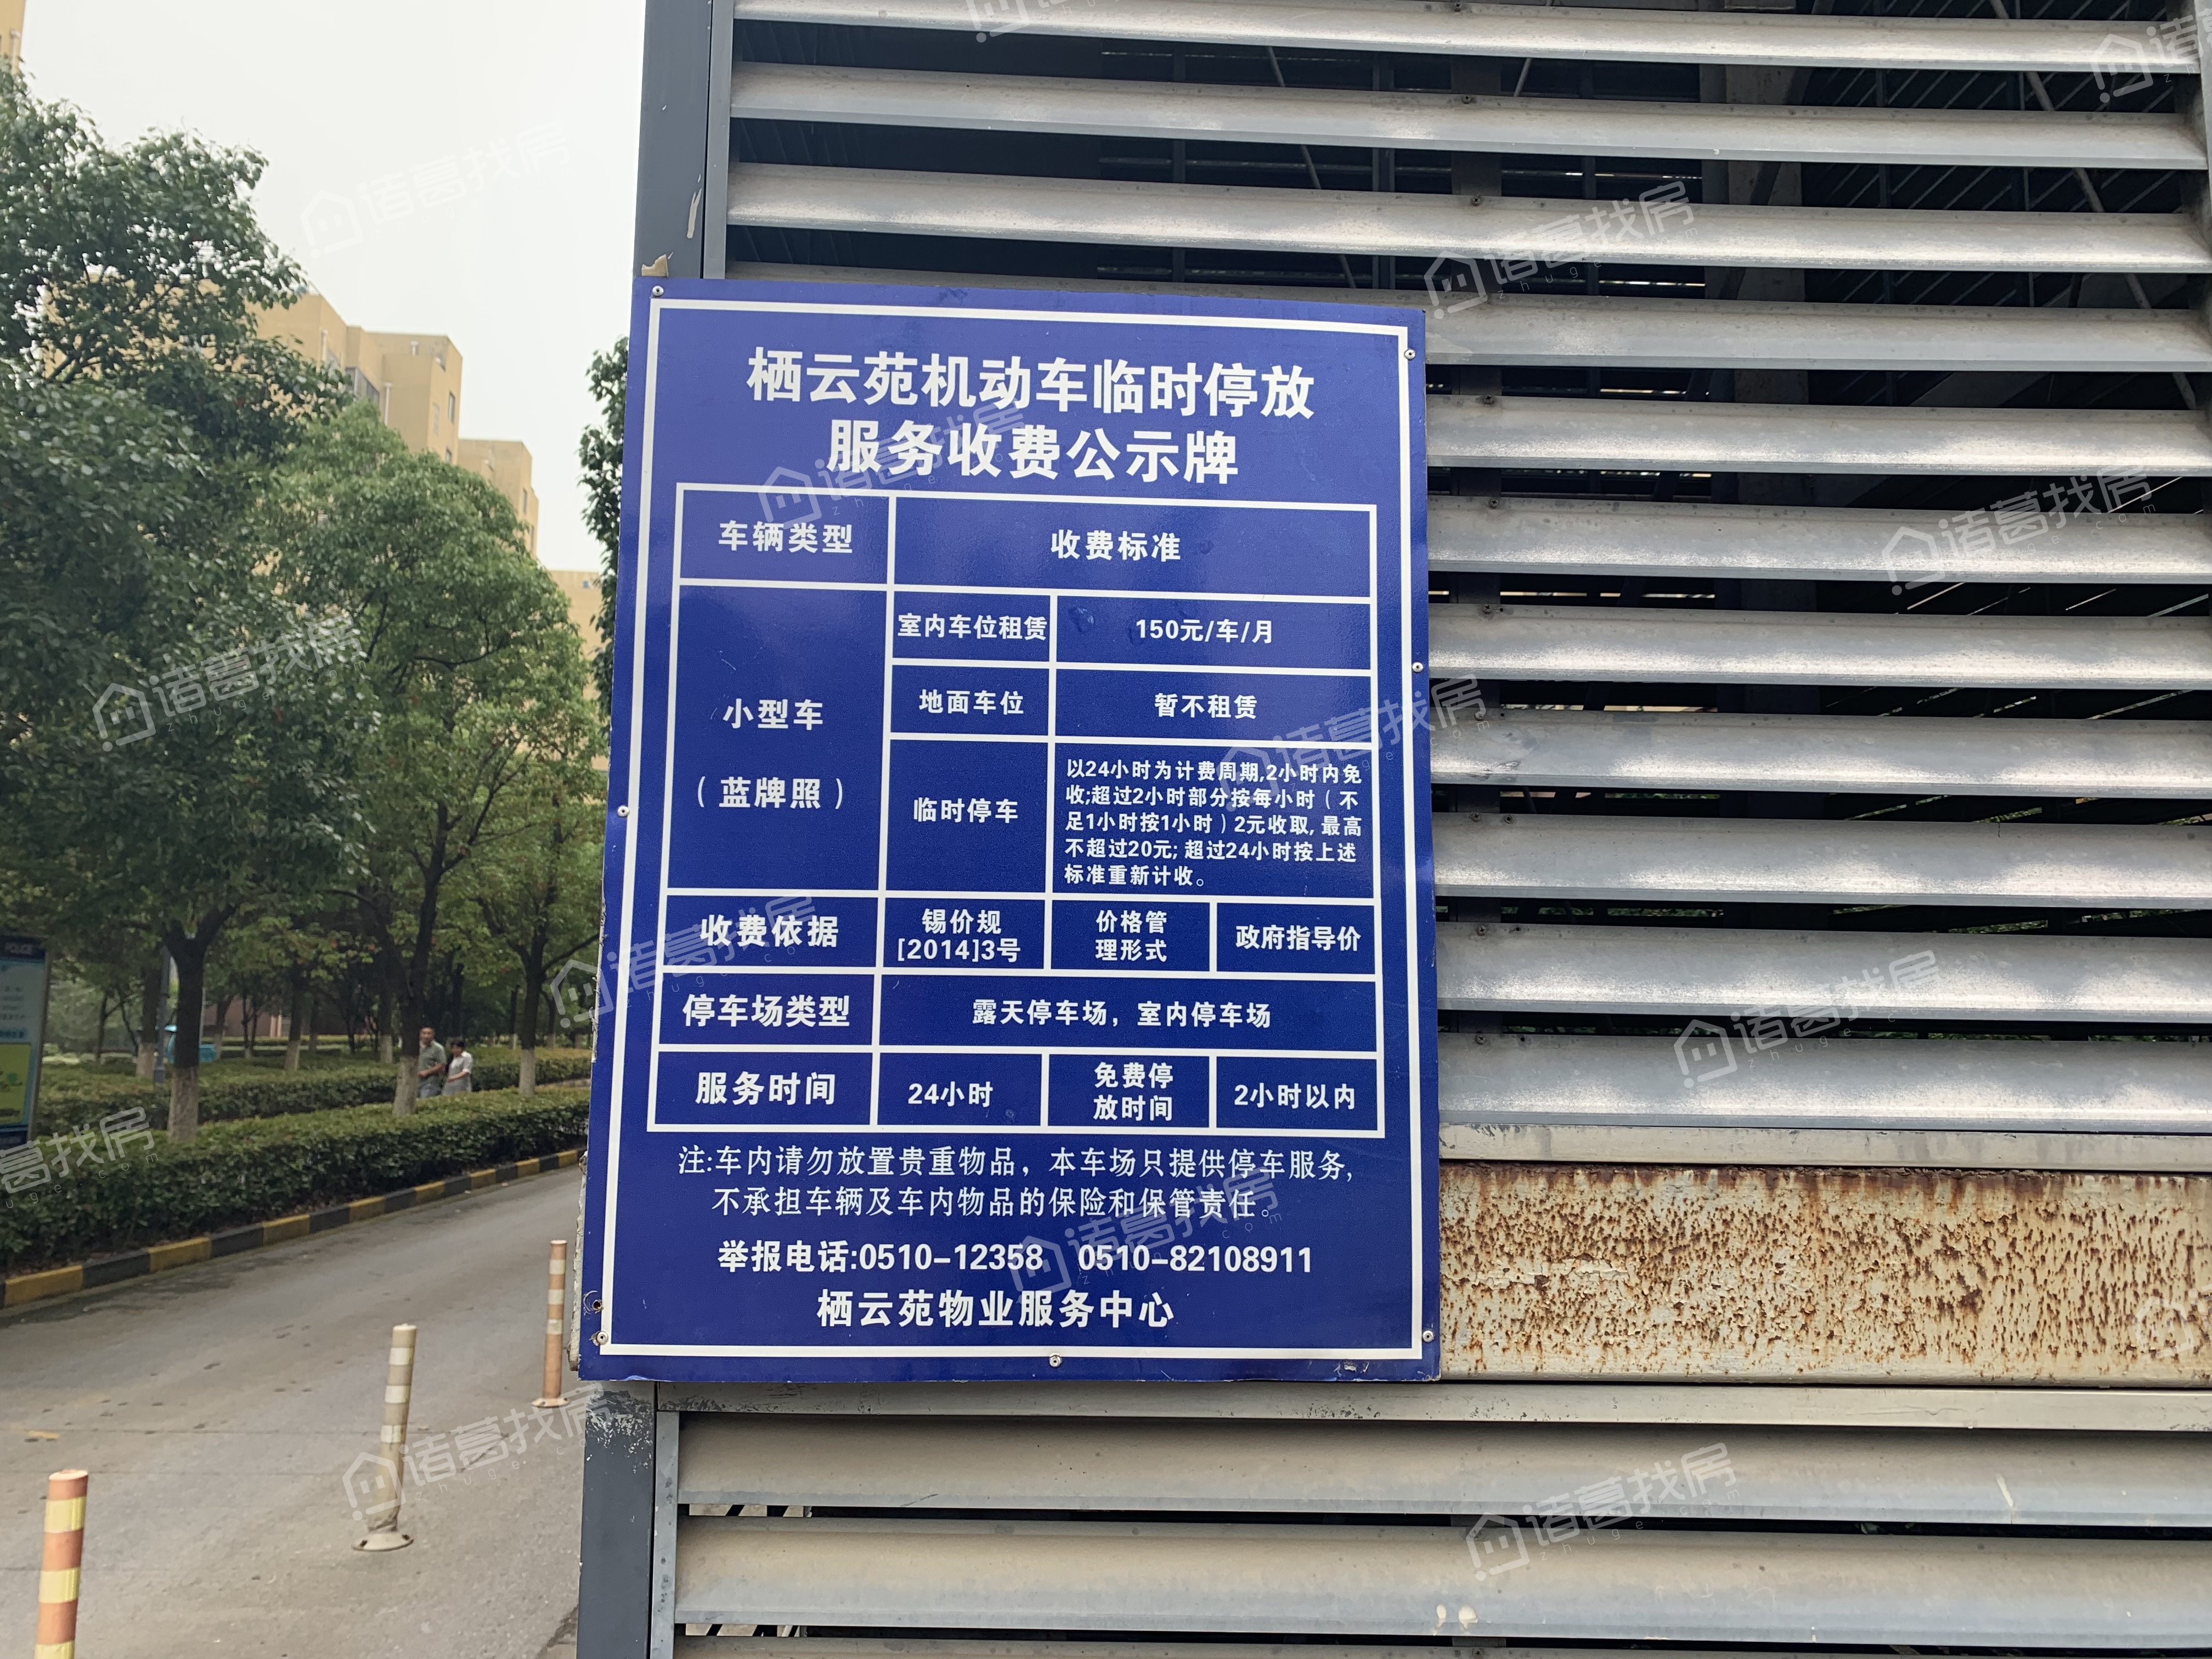 栖云苑机动车临时停放
服务收费公示牌
车辆类型
收费标准
小型车
（蓝牌照）
室内车位租赁
150元/车/月
地面车位
暂不租赁
临时停车
以24小时为计费周期,2小时内免
收;超过2小时部分按每小时（不
足1小时按1小时）2元收取, 最高
不超过20元; 超过24小时按上述
标准重新计收。
收费依据
锡价规
[2014]3号
价格管
理形式
政府指导价
停车场类型
露天停车场，室内停车场
服务时间
24小时
免费停
放时间
2小时以内
注:车内请勿放置贵重物品，本车场只提供停车服务,
不承担车辆及车内物品的保险和保管责任。
举报电话:0510-12358 0510-82108911
栖云苑物业服务中心
POLICE
诸葛找房
zhuge.com